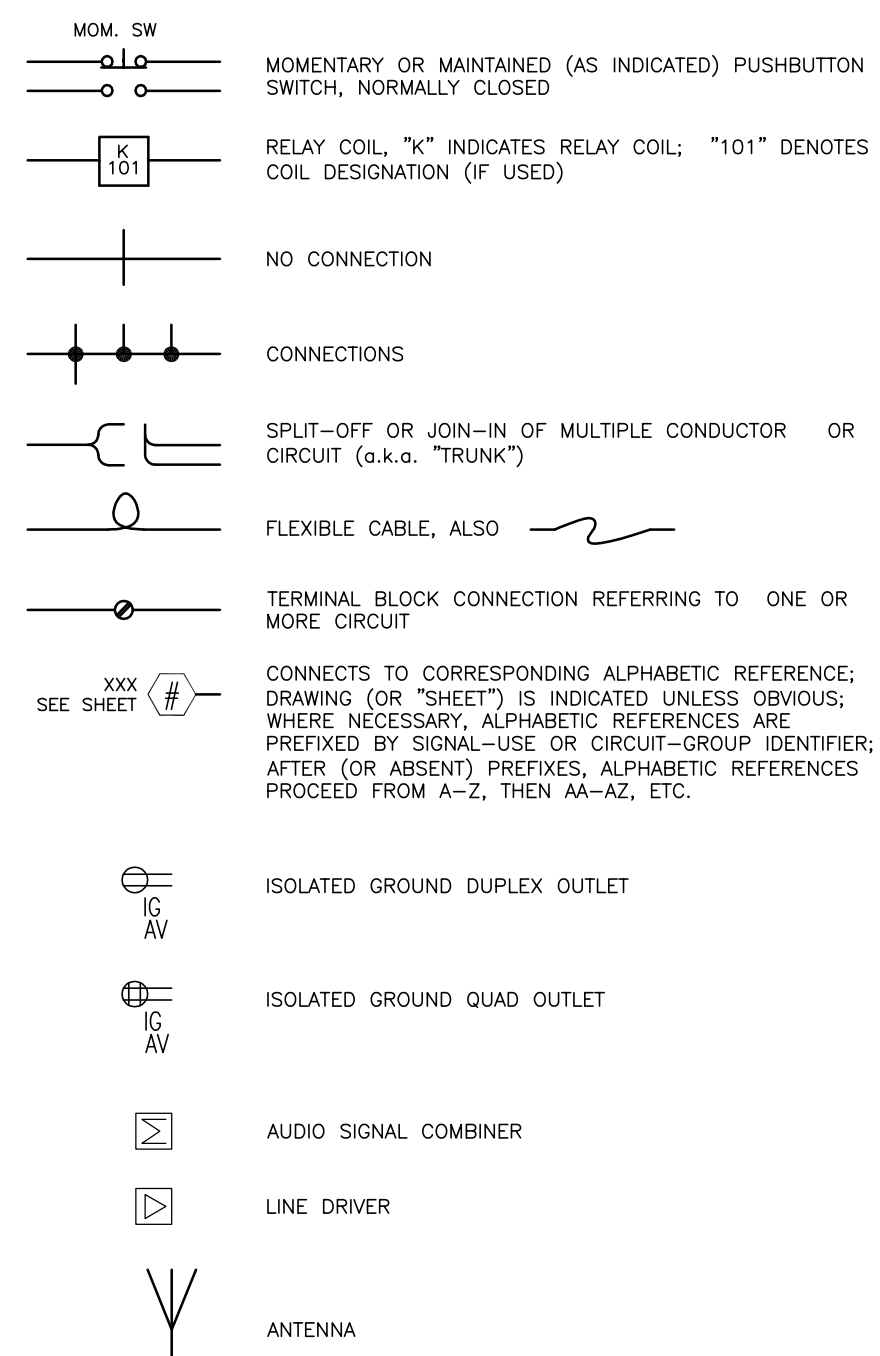 MOM. SW
MOMENTARY OR MAINTAINED (AS INDICATED) PUSHBUTTON
SWITCH, NORMALLY CLOSED
K
101
RELAY COIL, "K" INDICATES RELAY COIL; "101" DENOTES
COIL DESIGNATION (IF USED)
NO CONNECTION
CONNECTIONS
SPLIT-OFF OR JOIN-IN OF MULTIPLE CONDUCTOR OR
CIRCUIT (a.k.a. "TRUNK")
FLEXIBLE CABLE, ALSO
TERMINAL BLOCK CONNECTION REFERRING TO ONE OR
MORE CIRCUIT
XXX
SEE SHEET
#
CONNECTS TO CORRESPONDING ALPHABETIC REFERENCE;
DRAWING (OR "SHEET") IS INDICATED UNLESS OBVIOUS;
WHERE NECESSARY, ALPHABETIC REFERENCES ARE
PREFIXED BY SIGNAL-USE OR CIRCUIT-GROUP IDENTIFIER;
AFTER (OR ABSENT) PREFIXES, ALPHABETIC REFERENCES
PROCEED FROM A-Z, THEN AA-AZ, ETC.
IG
AV
ISOLATED GROUND DUPLEX OUTLET
IG
AV
ISOLATED GROUND QUAD OUTLET
Σ
AUDIO SIGNAL COMBINER
LINE DRIVER
ANTENNA